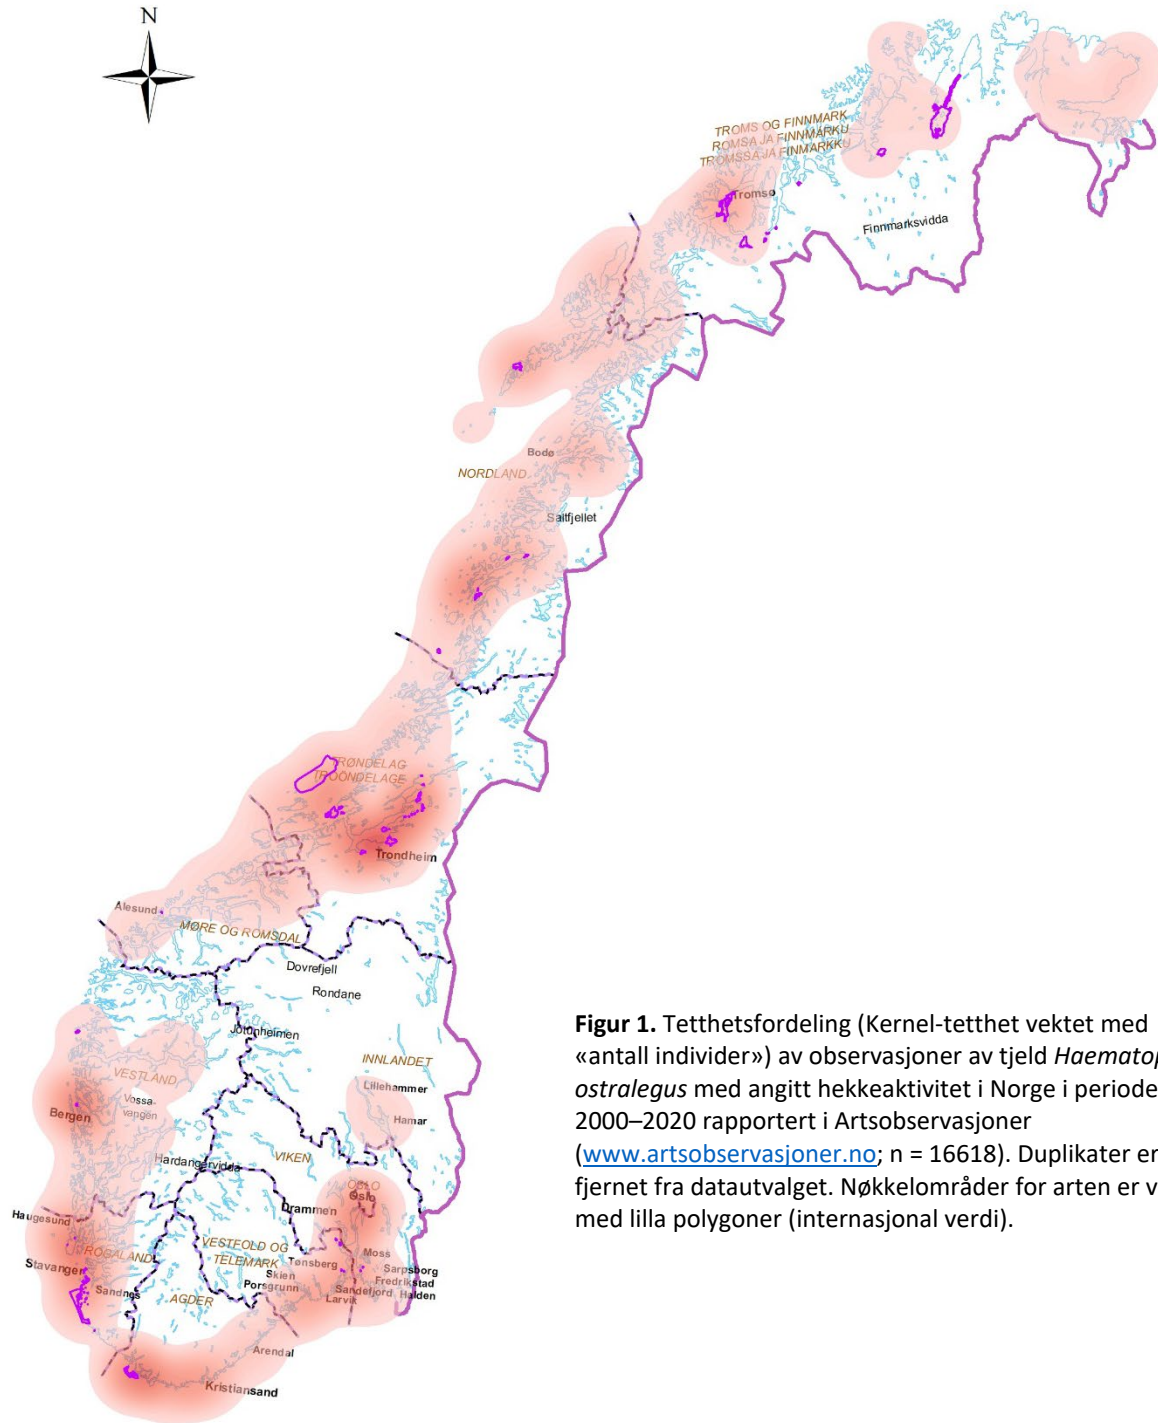 N
TROMS OG FINNMARK
ROMSA JA FINNMÁRKU
TROMSSA JA FINMARKKU
Tromsø
Finnmarksvidda
Bodø
NORDLAND
Saltfjellet
TRØNDELAG
TRÖÖNDELAGE
Trondheim
Ålesund
MØRE OG ROMSDAL
Dovrefjell
Rondane
Jotunheimen
INNLANDET
VESTLAND
Lillehammer
Vossa-
vangen
Bergen
Hamar
Hardangervidda
VIKEN
OSLO
Oslo
Drammen
Haugesund
ROGALAND
VESTFOLD OG
TELEMARK
Moss
Stavanger
Tønsberg
Sarpsborg
Skien
Fredrikstad
Sandnes
Porsgrunn
Sandefjord
Halden
Larvik
AGDER
Arendal
Kristiansand
Figur 1. Tetthetsfordeling (Kernel-tetthet vektet med
«antall individer») av observasjoner av tjeld
ostralegus med angitt hekkeaktivitet i Norge i periode
2000–2020 rapportert i Artsobservasjoner
(www.artsobservasjoner.no; n = 16618). Duplikater er
fjernet fra datautvalget. Nøkkelområder for arten er v
med lilla polygoner (internasjonal verdi).